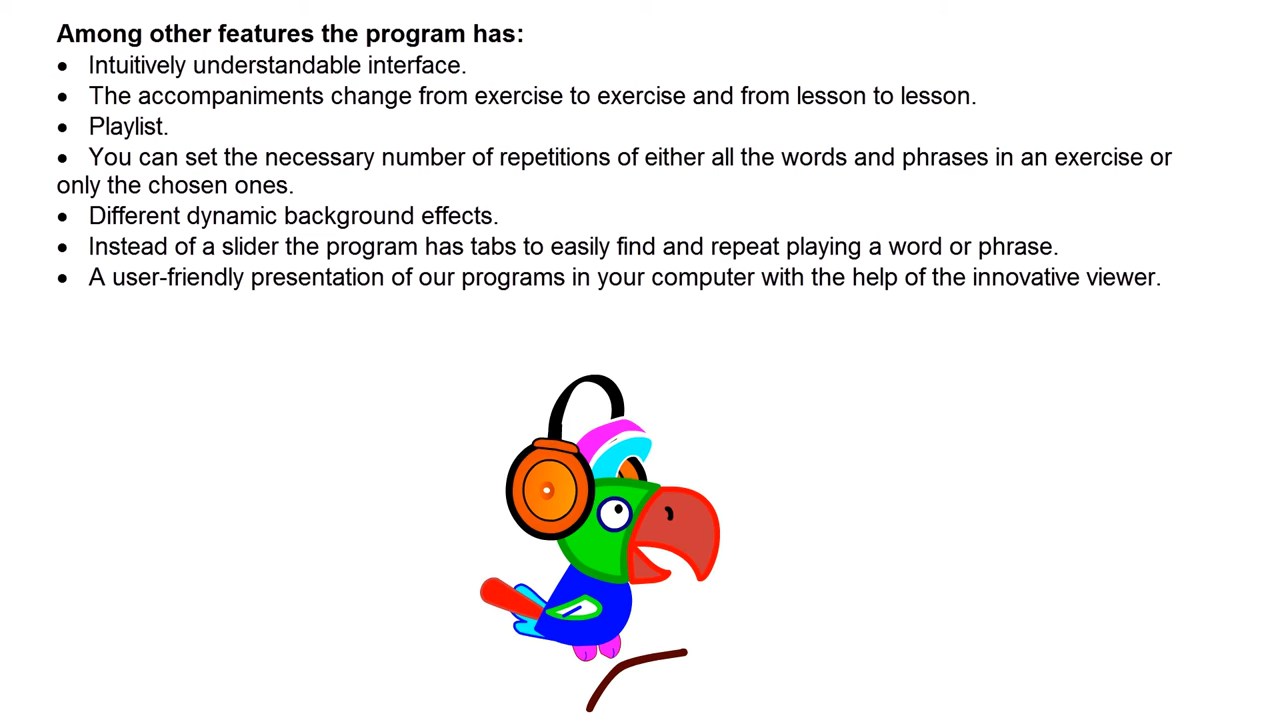 Among other features the program has:
• Intuitively understandable interface.
• The accompaniments change from exercise to exercise and from lesson to lesson.
• Playlist.
• You can set the necessary number of repetitions of either all the words and phrases in an exercise or
only the chosen ones.
• Different dynamic background effects.
• Instead of a slider the program has tabs to easily find and repeat playing a word or phrase.
• A user-friendly presentation of our programs in your computer with the help of the innovative viewer.